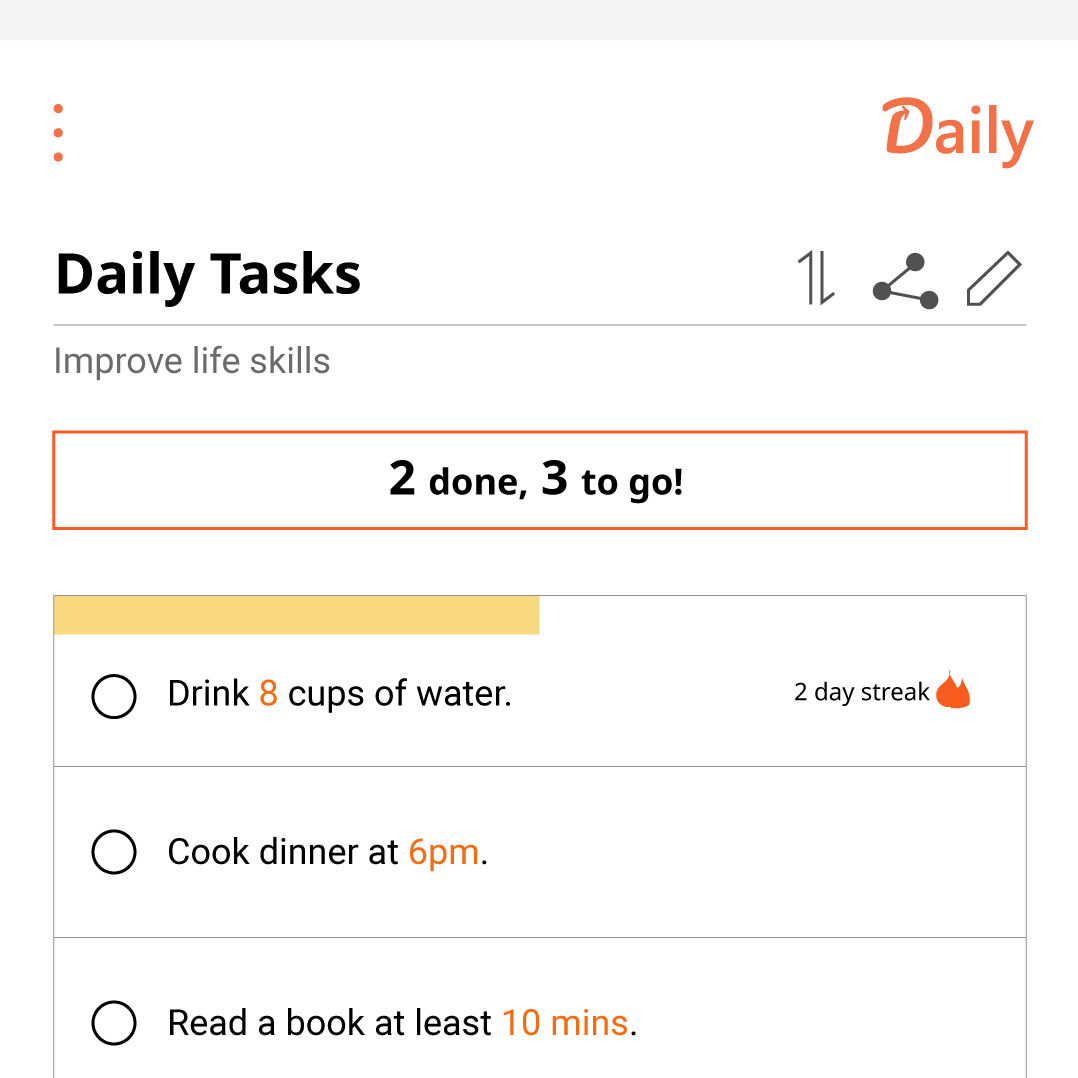 Daily
Daily Tasks
Improve life skills
2 done, 3 to go!
Drink 8 cups of water.
2 day streak
Cook dinner at 6pm.
Read a book at least 10 mins.